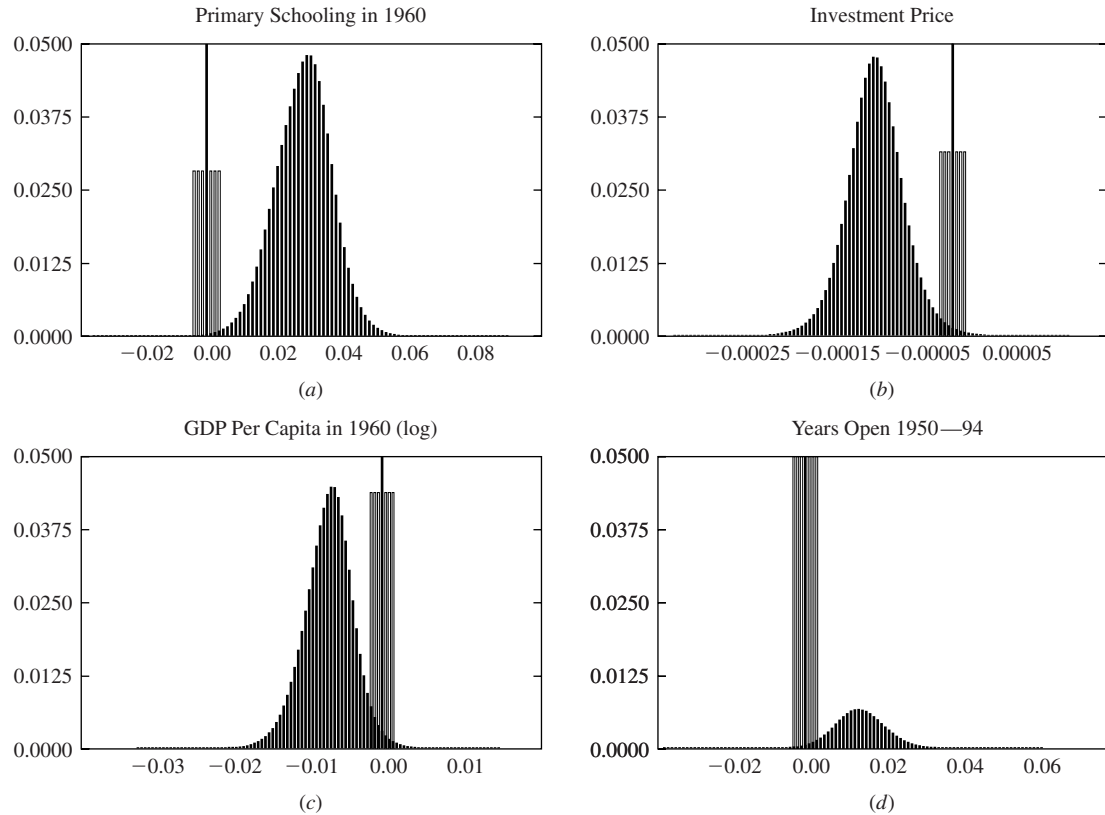 Primary Schooling in 1960
0.0500
0.0375
0.0250
0.0125
0.0000
−0.02 0.00 0.02 0.04 0.06 0.08
(a)
Investment Price
0.0500
0.0375
0.0250
0.0125
0.0000
−0.00025 −0.00015 −0.00005 0.00005
(b)
GDP Per Capita in 1960 (log)
0.0500
0.0375
0.0250
0.0125
0.0000
−0.03 −0.02 −0.01 0.00 0.01
(c)
Years Open 1950—94
0.0500
0.0375
0.0250
0.0125
0.0000
−0.02 0.00 0.02 0.04 0.06
(d)